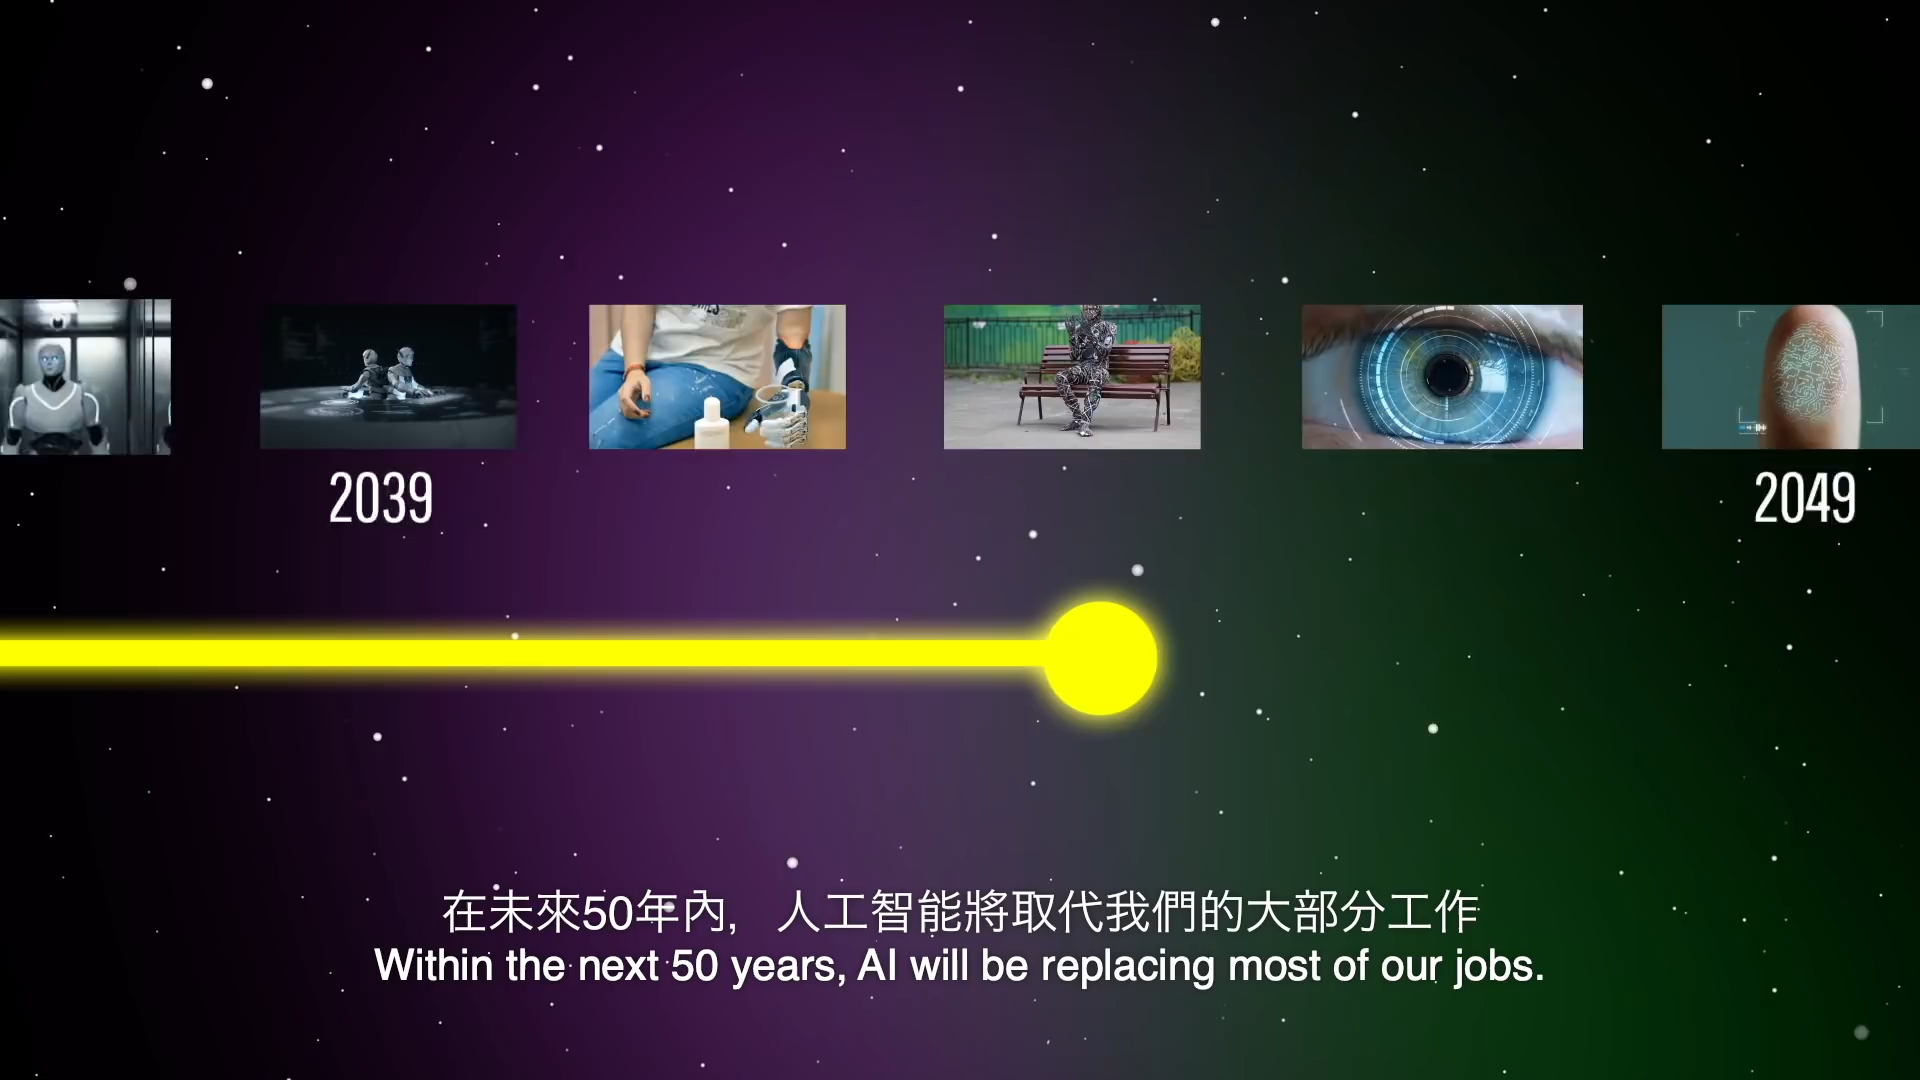 2039
2049
在未來50年內，人工智能將取代我們的大部分工作
Within the next 50 years, AI will be replacing most of our jobs.